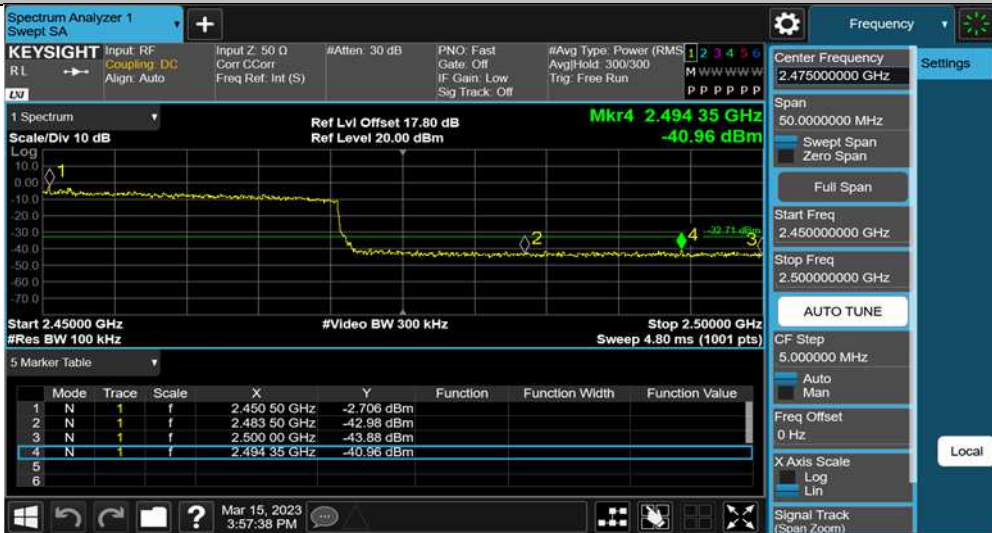 Spectrum Analyzer 1
Swept SA
+
Frequency
KEYSIGHT
RL
LXI
Input: RF
Coupling: DC
Align: Auto
Input Z: 50 Ω
Corr CCorr
Freq Ref: Int (S)
#Atten: 30 dB
PNO: Fast
Gate: Off
IF Gain: Low
Sig Track: Off
#Avg Type: Power (RMS
Avg|Hold: 300/300
Trig: Free Run
1 2 3 4 5 6
M W W W W W
P P P P P P
1 Spectrum
Scale/Div 10 dB
Ref Lvl Offset 17.80 dB
Ref Level 20.00 dBm
Mkr4 2.494 35 GHz
-40.96 dBm
Log
10.0
0.00
-10.0
-20.0
-30.0
-40.0
-50.0
-60.0
-70.0
1
2
4
3
-32.71 dBm
Start 2.45000 GHz
#Video BW 300 kHz
Stop 2.50000 GHz
#Res BW 100 kHz
Sweep 4.80 ms (1001 pts)
5 Marker Table
Mode Trace Scale X Y Function Function Width Function Value
1 N 1 f 2.450 50 GHz -2.706 dBm
2 N 1 f 2.483 50 GHz -42.98 dBm
3 N 1 f 2.500 00 GHz -43.88 dBm
4 N 1 f 2.494 35 GHz -40.96 dBm
5
6
?
Mar 15, 2023
3:57:38 PM
Center Frequency
2.475000000 GHz
Span
50.0000000 MHz
Swept Span
Zero Span
Full Span
Start Freq
2.450000000 GHz
Stop Freq
2.500000000 GHz
AUTO TUNE
CF Step
5.000000 MHz
Auto
Man
Freq Offset
0 Hz
X Axis Scale
Log
Lin
Signal Track
(Span Zoom)
Settings
Local